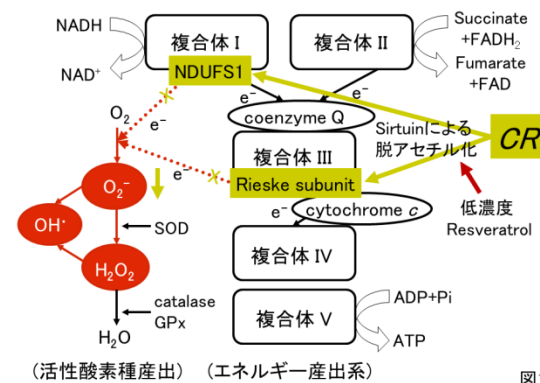 NADH
NAD⁺
複合体 I
NDUFS1
複合体 II
Succinate
+FADH₂
Fumarate
+FAD
e⁻
e⁻
coenzyme Q
O₂
e⁻
Sirtuinによる
脱アセチル化
CR
複合体 III
Rieske subunit
O₂⁻
e⁻
低濃度
Resveratrol
OH・
SOD
e⁻
cytochrome c
H₂O₂
複合体 IV
catalase
GPx
H₂O
複合体 V
ADP+Pi
ATP
(活性酸素種産出)
(エネルギー産出系)
図